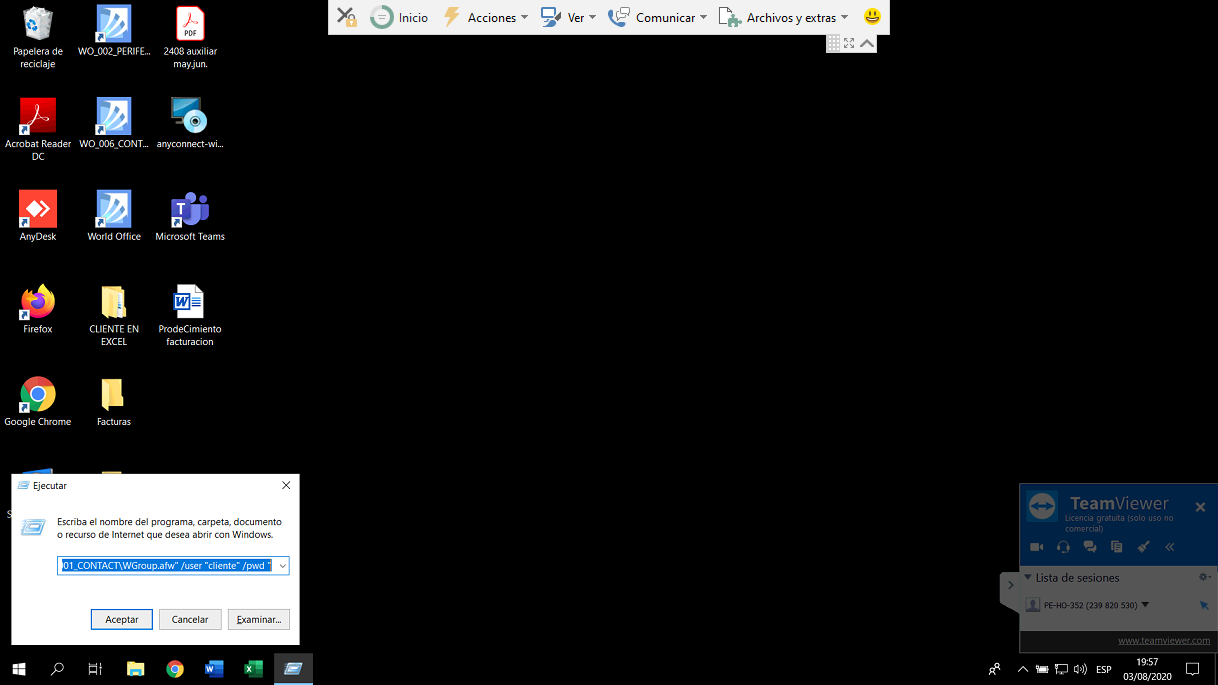 Inicio
Acciones
Ver
Comunicar
Archivos y extras
Papelera de
reciclaje
WO_002_PERIFE...
2408 auxiliar
may.jun.
PDF
Acrobat Reader
DC
WO_006_CONT...
anyconnect-wi...
AnyDesk
World Office
Microsoft Teams
Firefox
CLIENTE EN
EXCEL
ProdeCimiento
facturacion
Google Chrome
Facturas
Ejecutar
Escriba el nombre del programa, carpeta, documento
o recurso de Internet que desea abrir con Windows.
01_CONTACT\WGroup.afw" /user "cliente" /pwd "
Aceptar
Cancelar
Examinar...
TeamViewer
Licencia gratuita (solo uso no
comercial)
Lista de sesiones
PE-HO-352 (239 820 530)
www.teamviewer.com
ESP
19:57
03/08/2020